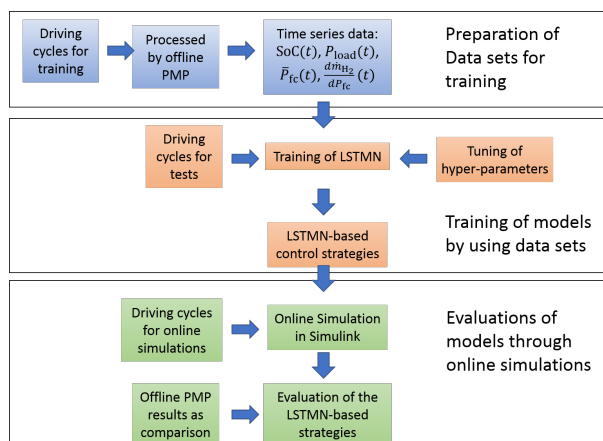 Driving
cycles for
training
Processed
by offline
PMP
Time series data:
SoC(t), P_load(t),
P̄_fc(t), dṁ_H₂/dP_fc (t)
Preparation of
Data sets for
training
Driving
cycles for
tests
Training of LSTMN
Tuning of
hyper-parameters
LSTMN-based
control strategies
Training of models
by using data sets
Driving cycles
for online
simulations
Online Simulation
in Simulink
Evaluations of
models through
online simulations
Offline PMP
results as
comparison
Evaluation of the
LSTMN-based
strategies